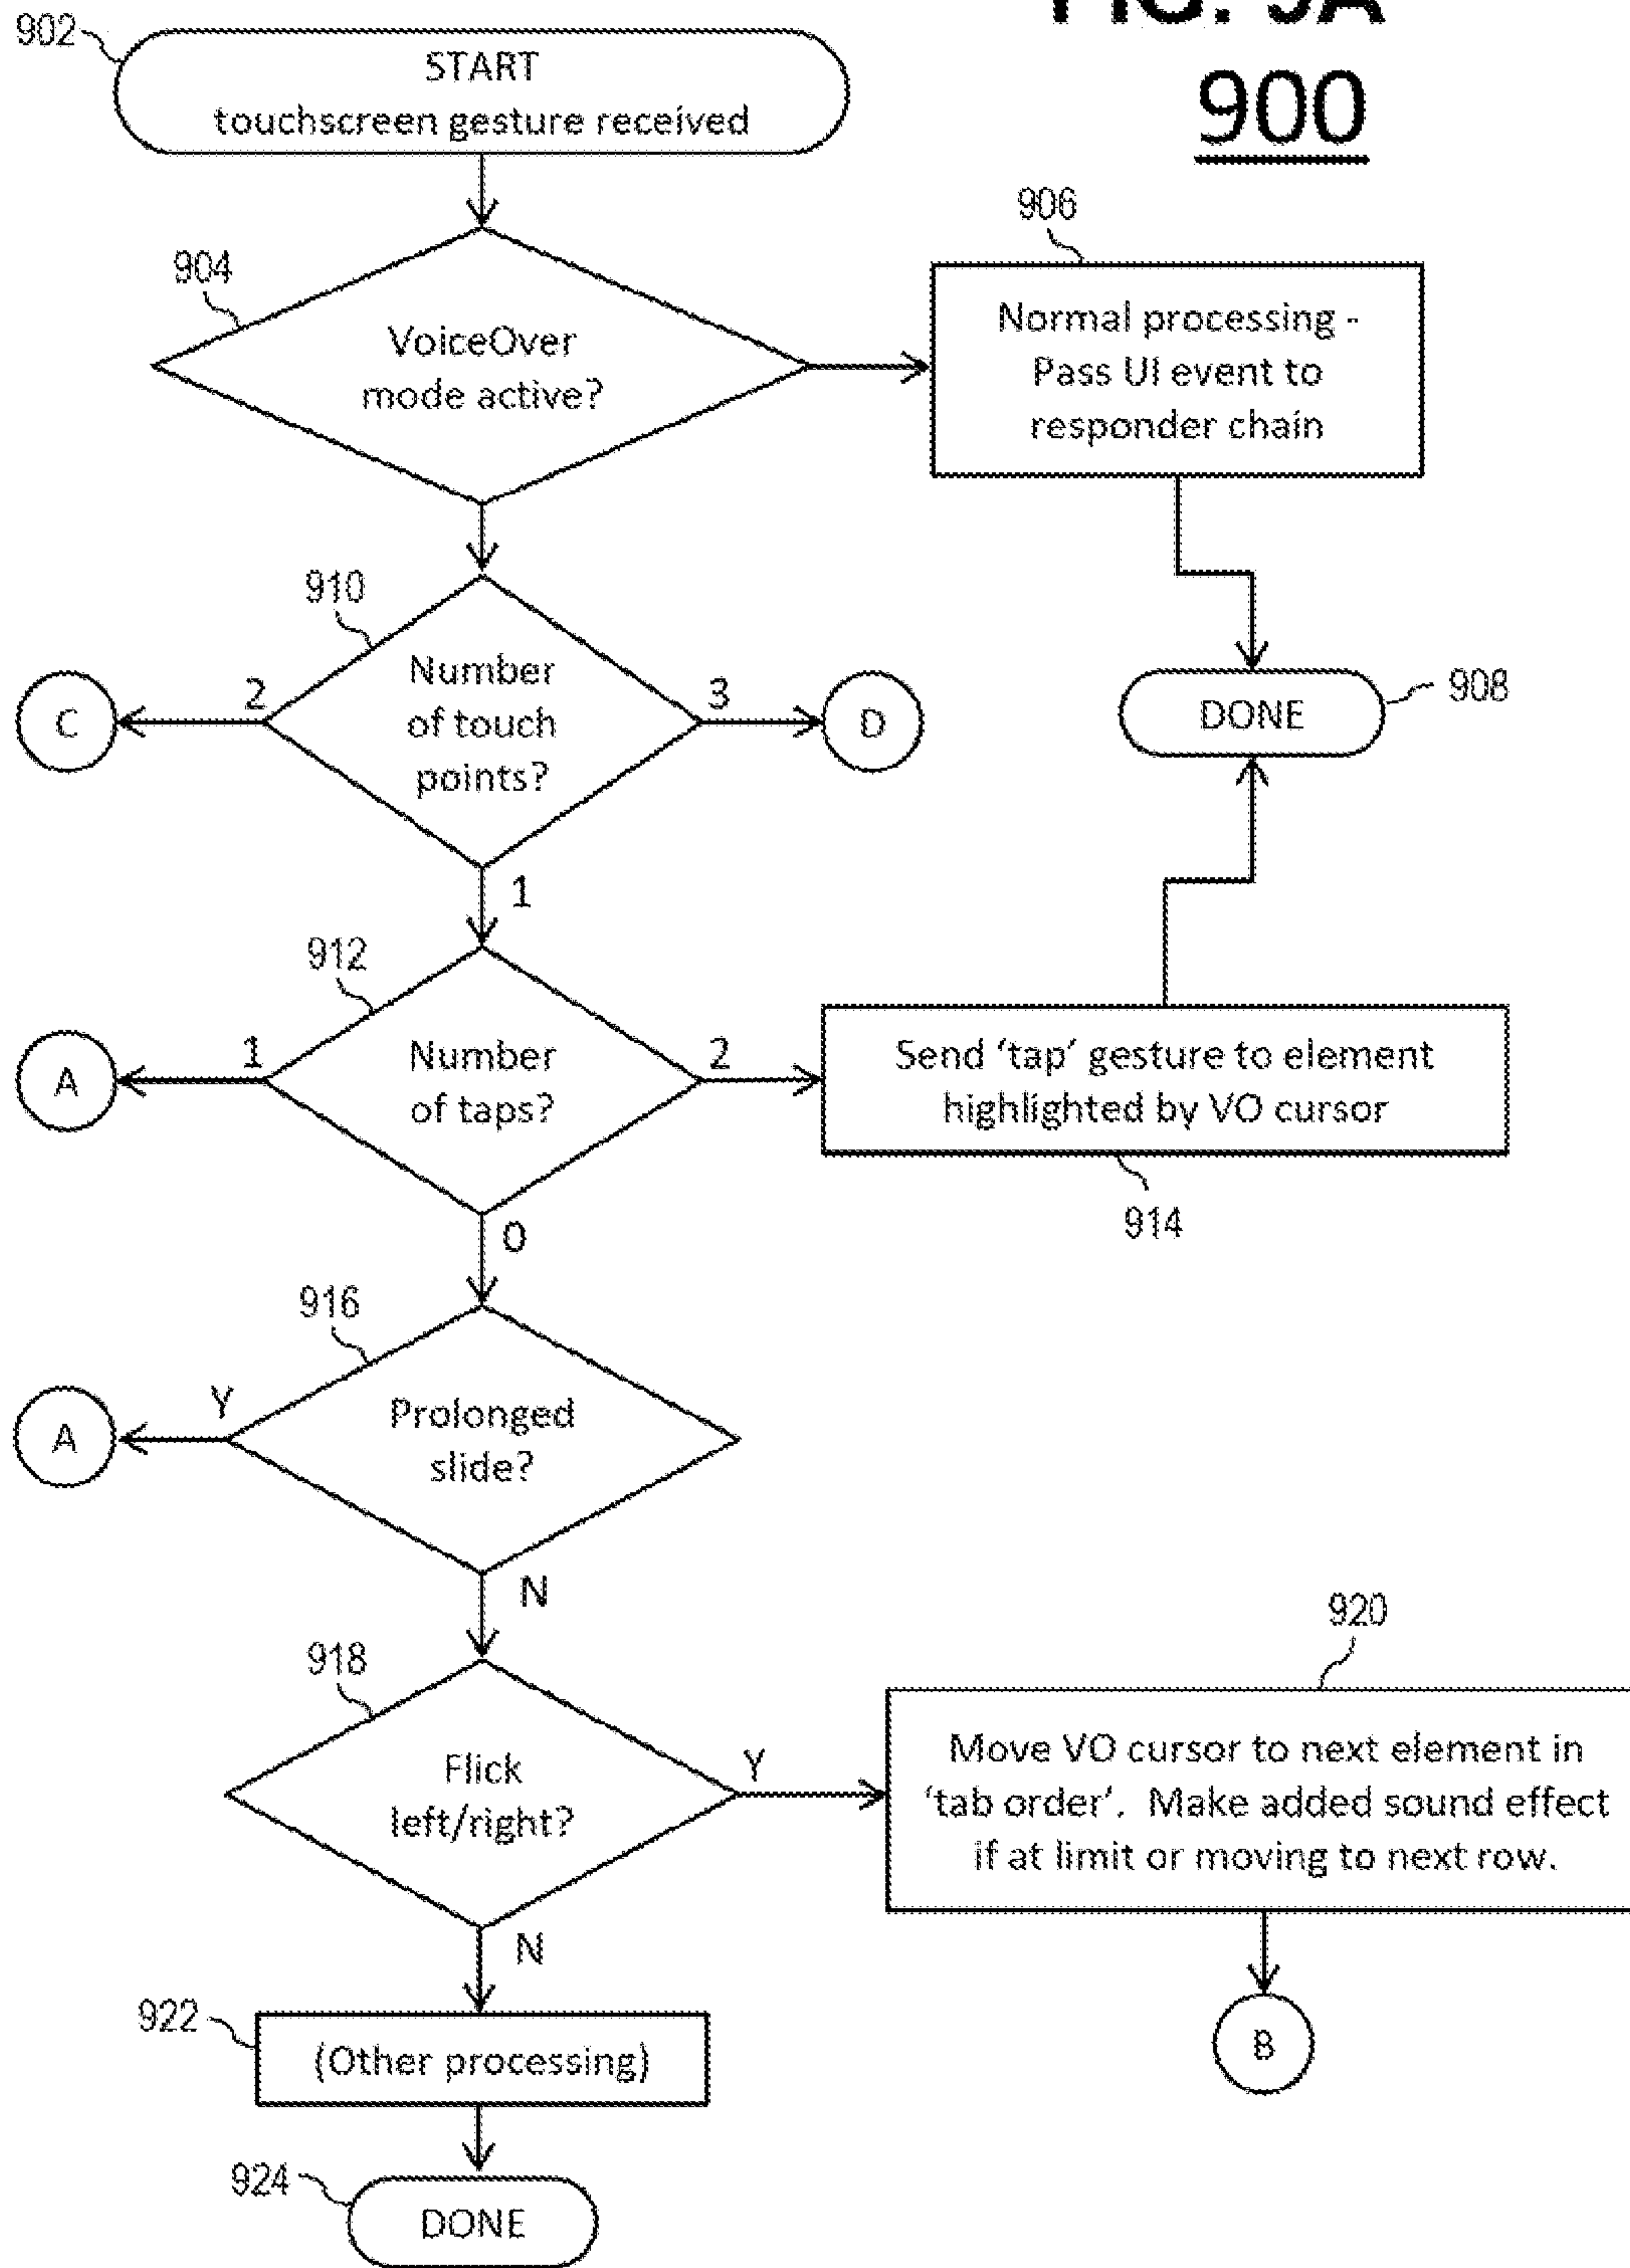 FIG. 9A
900
902
START
touchscreen gesture received
904
VoiceOver
mode active?
906
Normal processing -
Pass UI event to
responder chain
908
DONE
910
Number
of touch
points?
2
C
3
D
1
912
Number
of taps?
1
A
2
Send ‘tap’ gesture to element
highlighted by VO cursor
914
0
916
Prolonged
slide?
Y
A
N
918
Flick
left/right?
Y
920
Move VO cursor to next element in
‘tab order’.  Make added sound effect
if at limit or moving to next row.
B
N
922
(Other processing)
924
DONE